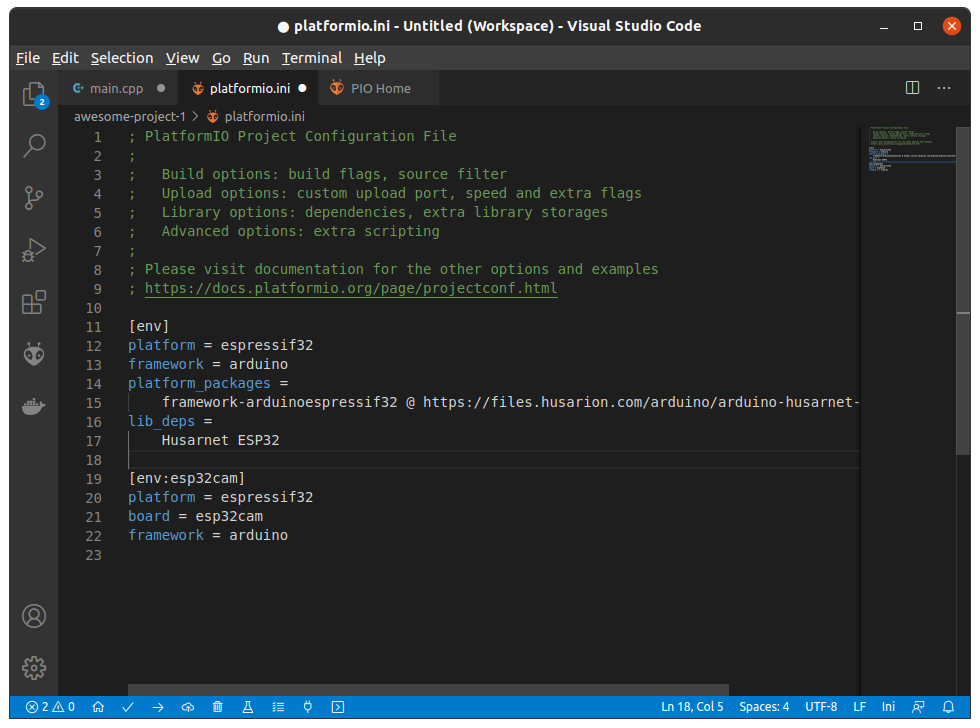 ● platformio.ini - Untitled (Workspace) - Visual Studio Code
File Edit Selection View Go Run Terminal Help
main.cpp ● platformio.ini ● PIO Home
awesome-project-1 > platformio.ini
1 ; PlatformIO Project Configuration File
2 ;
3 ;   Build options: build flags, source filter
4 ;   Upload options: custom upload port, speed and extra flags
5 ;   Library options: dependencies, extra library storages
6 ;   Advanced options: extra scripting
7 ;
8 ; Please visit documentation for the other options and examples
9 ; https://docs.platformio.org/page/projectconf.html
10
11 [env]
12 platform = espressif32
13 framework = arduino
14 platform_packages =
15     framework-arduinoespressif32 @ https://files.husarion.com/arduino/arduino-husarnet-
16 lib_deps =
17     Husarnet ESP32
18
19 [env:esp32cam]
20 platform = espressif32
21 board = esp32cam
22 framework = arduino
23
2
2 0 Ln 18, Col 5 Spaces: 4 UTF-8 LF Ini